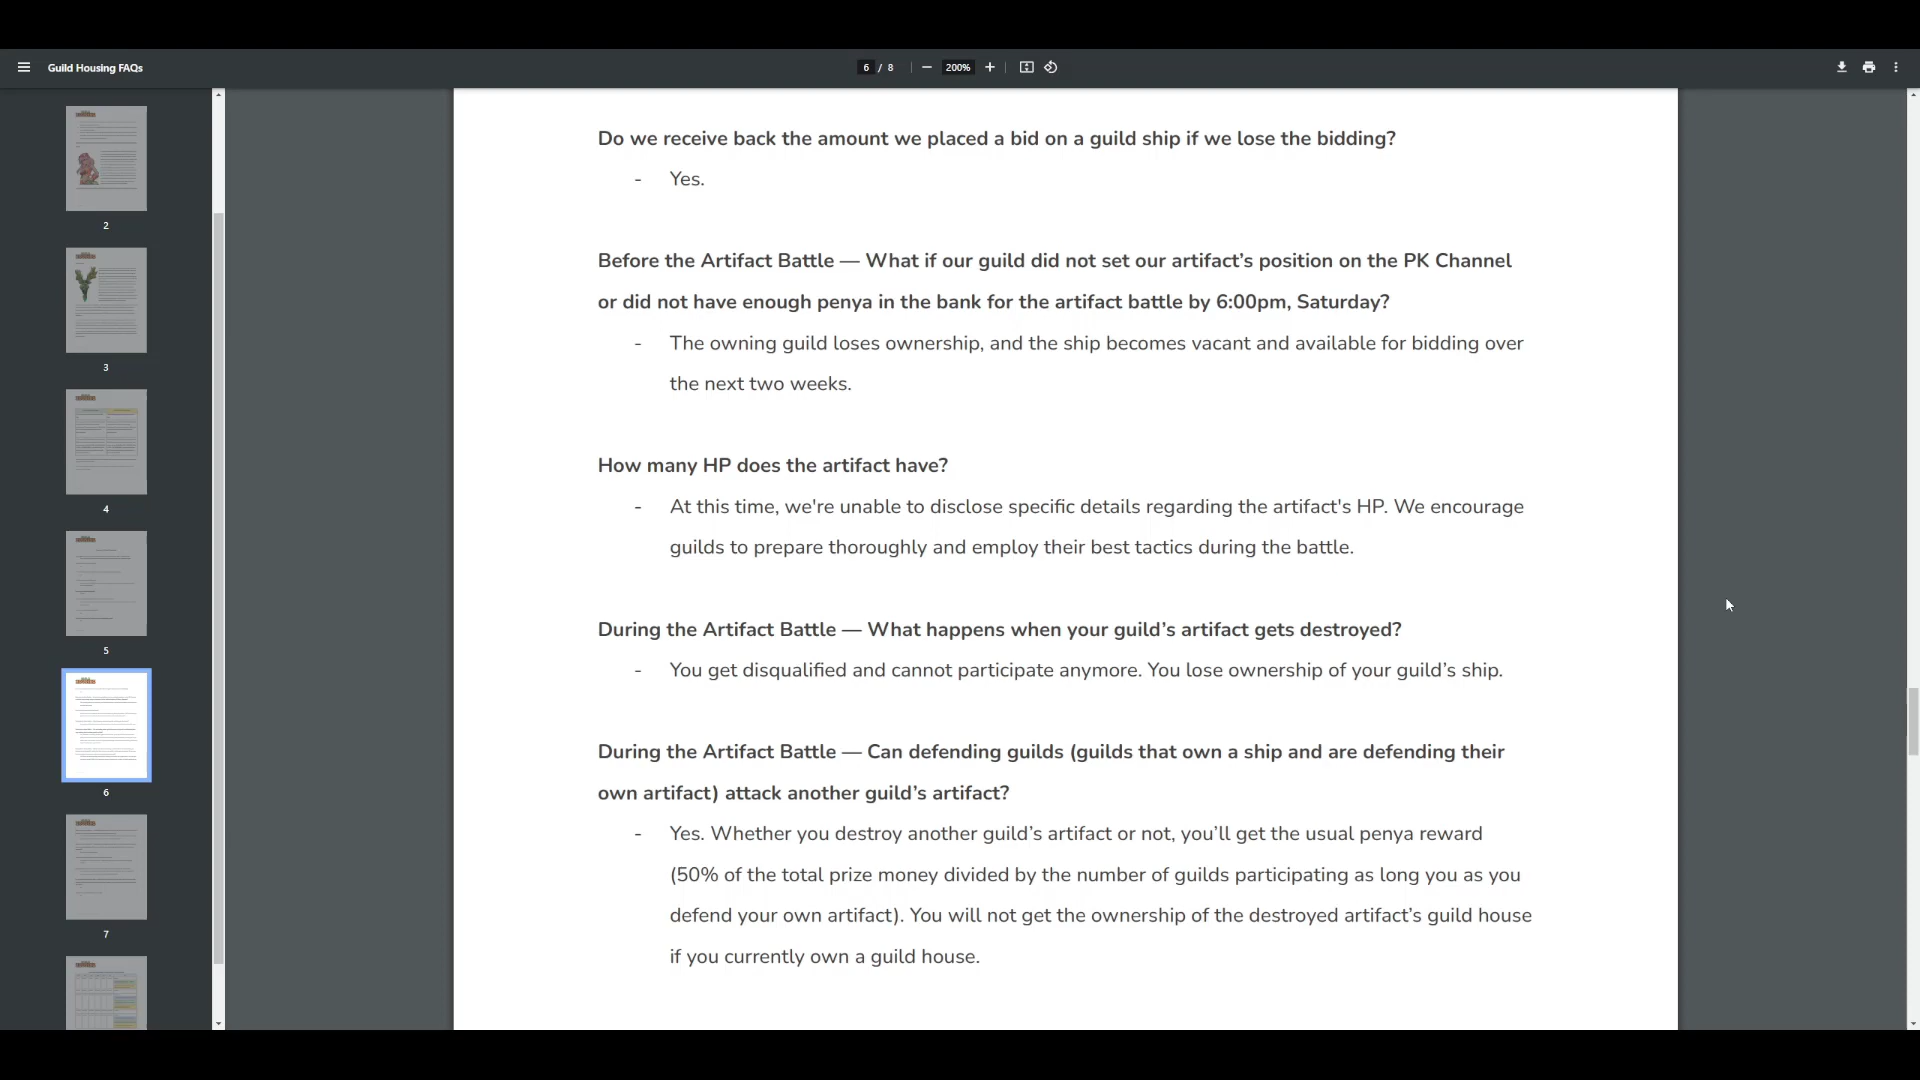 Guild Housing FAQs
6 / 8
200%
2
3
4
5
6
7
Do we receive back the amount we placed a bid on a guild ship if we lose the bidding?
- Yes.
Before the Artifact Battle — What if our guild did not set our artifact’s position on the PK Channel
or did not have enough penya in the bank for the artifact battle by 6:00pm, Saturday?
- The owning guild loses ownership, and the ship becomes vacant and available for bidding over
the next two weeks.
How many HP does the artifact have?
- At this time, we're unable to disclose specific details regarding the artifact's HP. We encourage
guilds to prepare thoroughly and employ their best tactics during the battle.
During the Artifact Battle — What happens when your guild’s artifact gets destroyed?
- You get disqualified and cannot participate anymore. You lose ownership of your guild’s ship.
During the Artifact Battle — Can defending guilds (guilds that own a ship and are defending their
own artifact) attack another guild’s artifact?
- Yes. Whether you destroy another guild’s artifact or not, you’ll get the usual penya reward
(50% of the total prize money divided by the number of guilds participating as long you as you
defend your own artifact). You will not get the ownership of the destroyed artifact’s guild house
if you currently own a guild house.